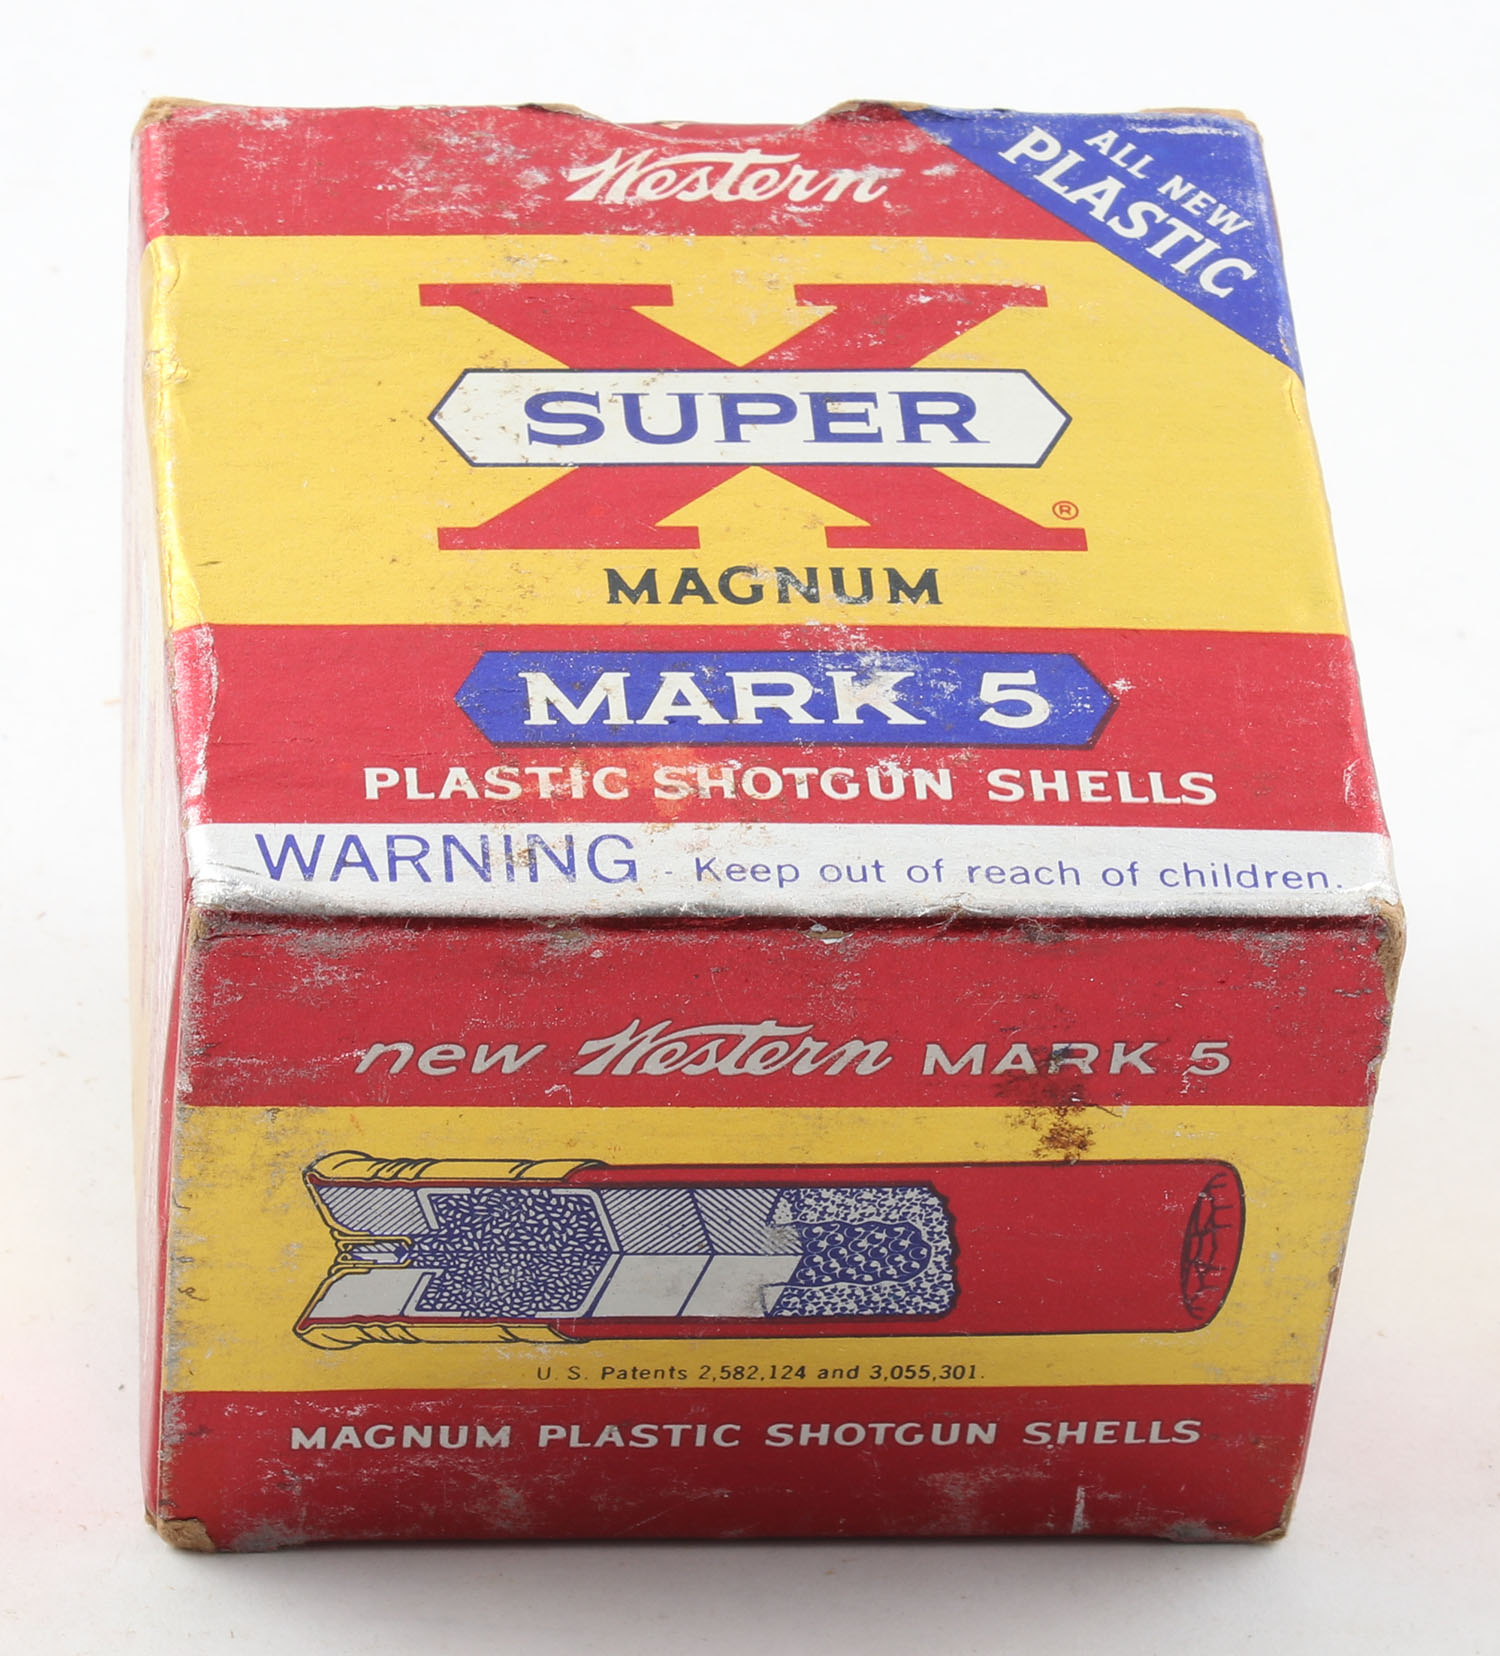 Western
ALL NEW
PLASTIC
X
SUPER
®
MAGNUM
MARK 5
PLASTIC SHOTGUN SHELLS
WARNING - Keep out of reach of children.
new Western MARK 5
U. S. Patents 2,582,124 and 3,055,301.
MAGNUM PLASTIC SHOTGUN SHELLS